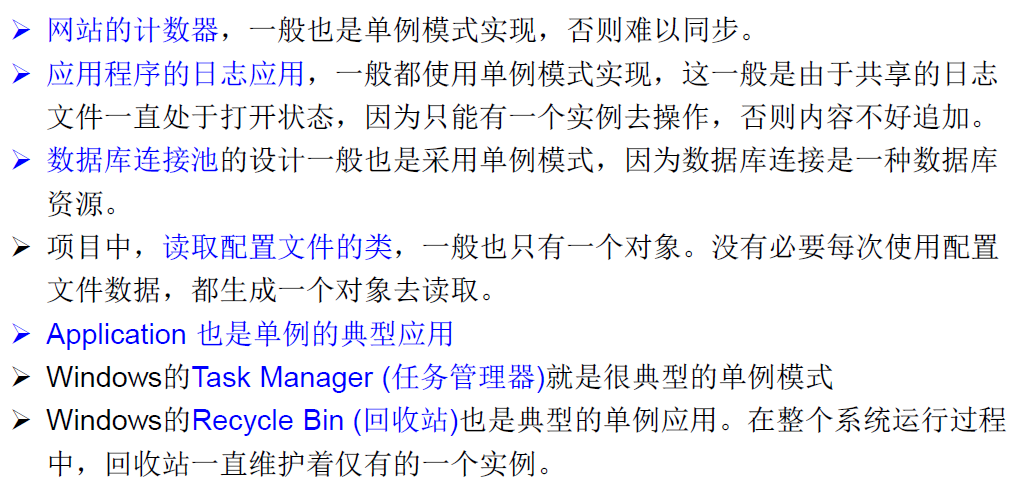 ➢ 网站的计数器，一般也是单例模式实现，否则难以同步。
➢ 应用程序的日志应用，一般都使用单例模式实现，这一般是由于共享的日志
文件一直处于打开状态，因为只能有一个实例去操作，否则内容不好追加。
➢ 数据库连接池的设计一般也是采用单例模式，因为数据库连接是一种数据库
资源。
➢ 项目中，读取配置文件的类，一般也只有一个对象。没有必要每次使用配置
文件数据，都生成一个对象去读取。
➢ Application 也是单例的典型应用
➢ Windows的Task Manager (任务管理器)就是很典型的单例模式
➢ Windows的Recycle Bin (回收站)也是典型的单例应用。在整个系统运行过程
中，回收站一直维护着仅有的一个实例。